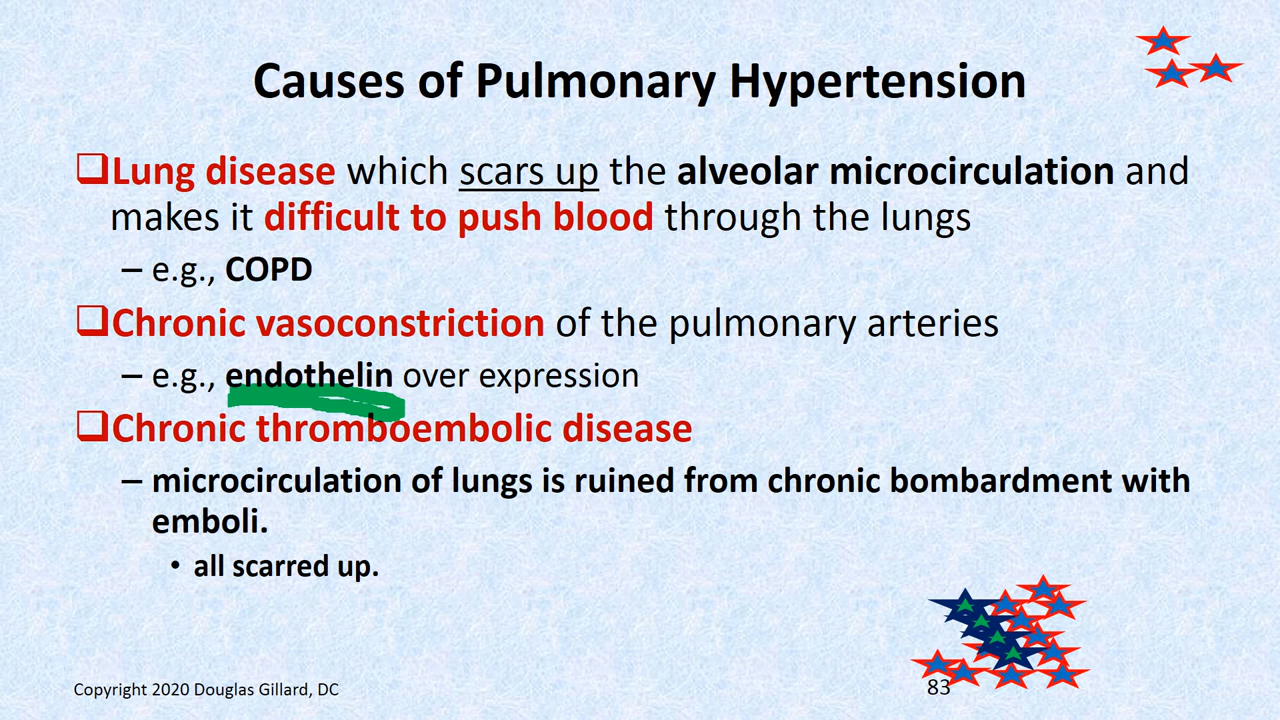 Causes of Pulmonary Hypertension
❑Lung disease which scars up the alveolar microcirculation and
makes it difficult to push blood through the lungs
– e.g., COPD
❑Chronic vasoconstriction of the pulmonary arteries
– e.g., endothelin over expression
❑Chronic thromboembolic disease
– microcirculation of lungs is ruined from chronic bombardment with
emboli.
• all scarred up.
Copyright 2020 Douglas Gillard, DC
83